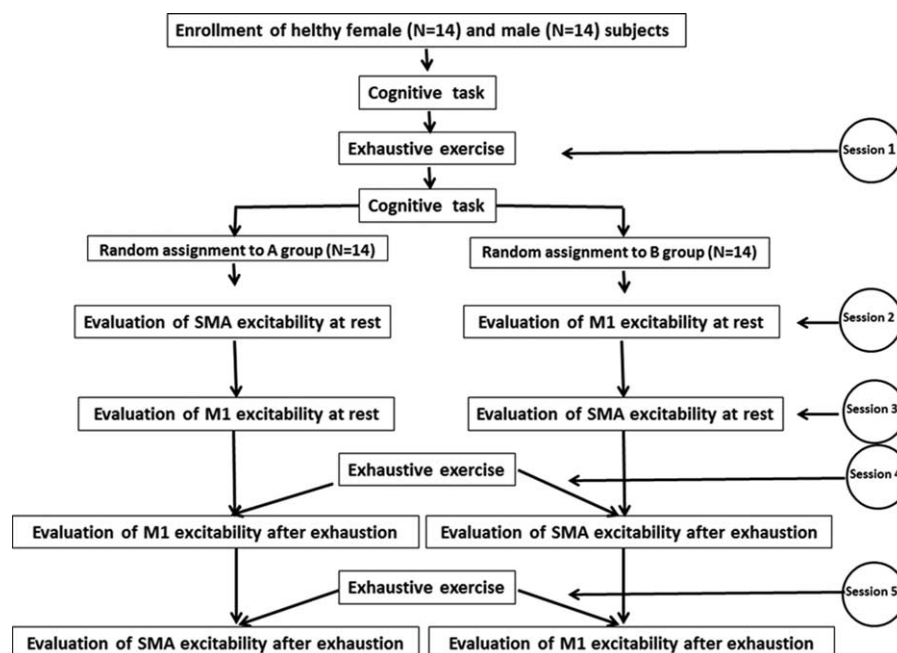 Enrollment of helthy female (N=14) and male (N=14) subjects
Cognitive task
Exhaustive exercise
Session 1
Cognitive task
Random assignment to A group (N=14)
Random assignment to B group (N=14)
Evaluation of SMA excitability at rest
Evaluation of M1 excitability at rest
Session 2
Evaluation of M1 excitability at rest
Evaluation of SMA excitability at rest
Session 3
Exhaustive exercise
Session 4
Evaluation of M1 excitability after exhaustion
Evaluation of SMA excitability after exhaustion
Exhaustive exercise
Session 5
Evaluation of SMA excitability after exhaustion
Evaluation of M1 excitability after exhaustion